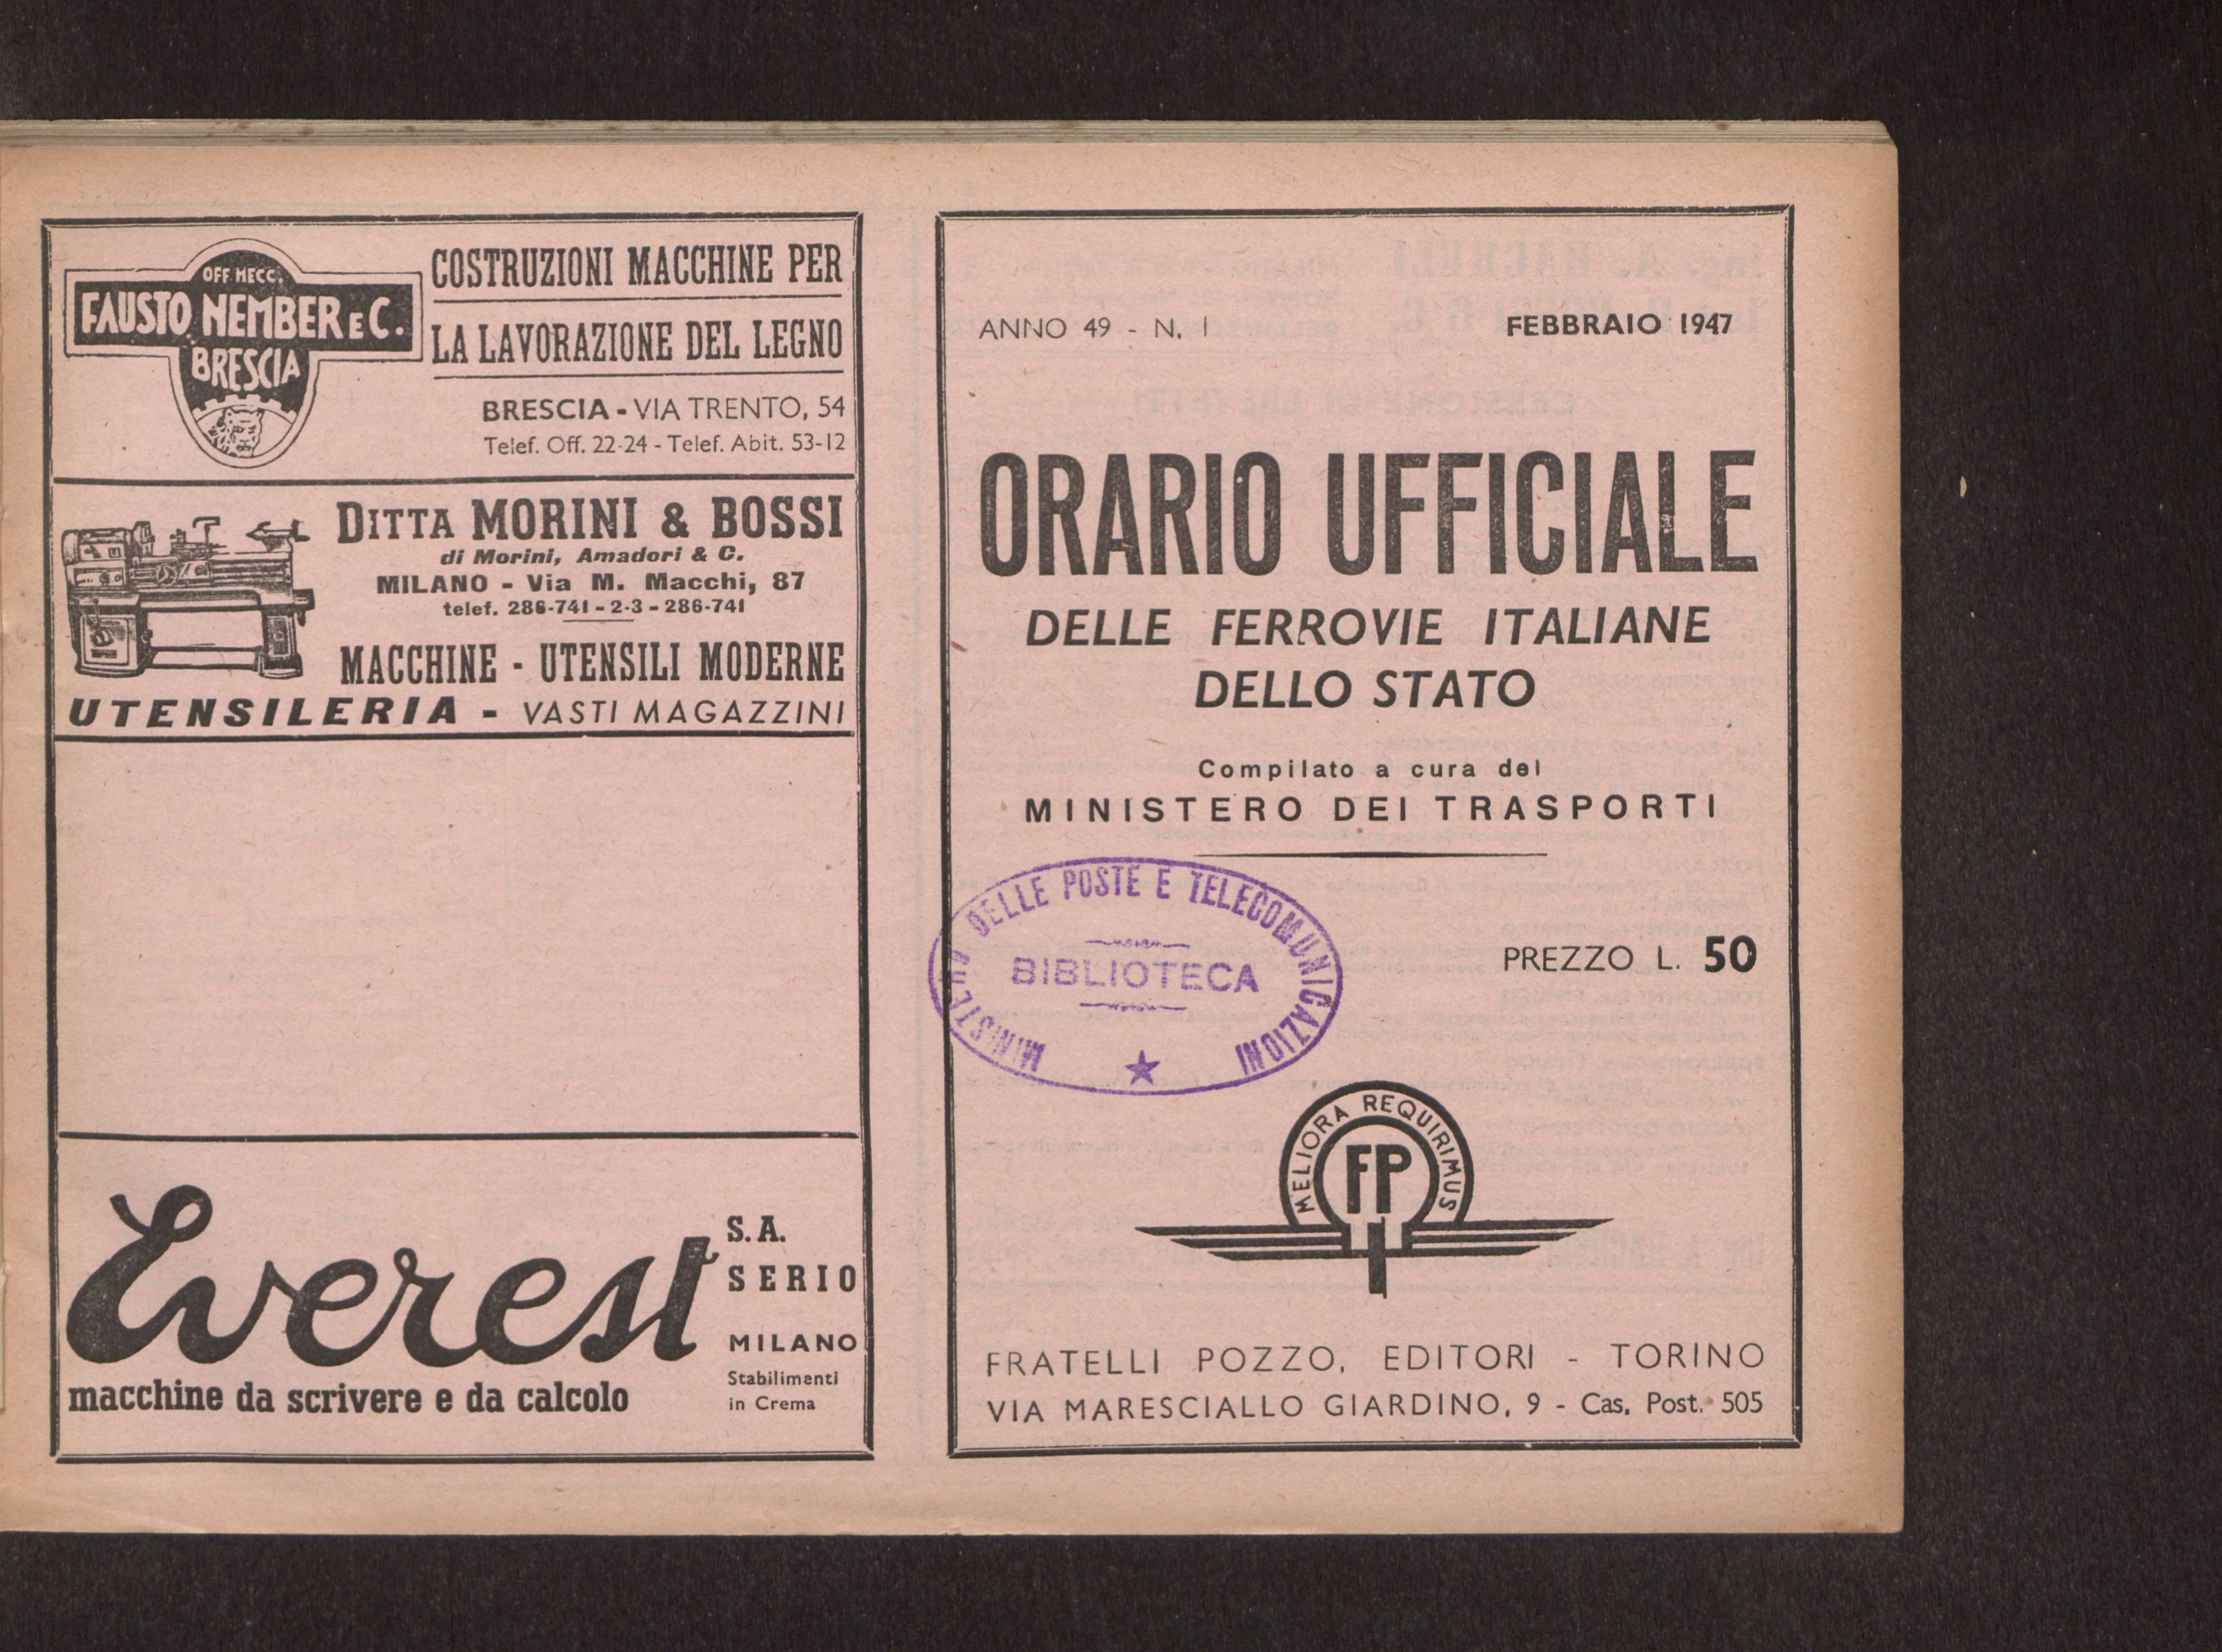 OFF. MECC.
FAUSTO NEMBER E C.
BRESCIA
COSTRUZIONI MACCHINE PER
LA LAVORAZIONE DEL LEGNO
BRESCIA - VIA TRENTO, 54
Telef. Off. 22-24 - Telef. Abit. 53-12
DITTA MORINI & BOSSI
di Morini, Amadori & C.
MILANO - Via M. Macchi, 87
telef. 286-741 - 2-3 - 286-741
MACCHINE - UTENSILI MODERNE
UTENSILERIA - VASTI MAGAZZINI
Everest
macchine da scrivere e da calcolo
S. A.
SERIO
MILANO
Stabilimenti
in Crema
ANNO 49 - N. 1 FEBBRAIO 1947
ORARIO UFFICIALE
DELLE FERROVIE ITALIANE
DELLO STATO
Compilato a cura del
MINISTERO DEI TRASPORTI
MINISTERO DELLE POSTE E TELECOMUNICAZIONI
BIBLIOTECA
PREZZO L. 50
MELIORA REQUIRIMUS
FP
FRATELLI POZZO, EDITORI - TORINO
VIA MARESCIALLO GIARDINO, 9 - Cas. Post. 505